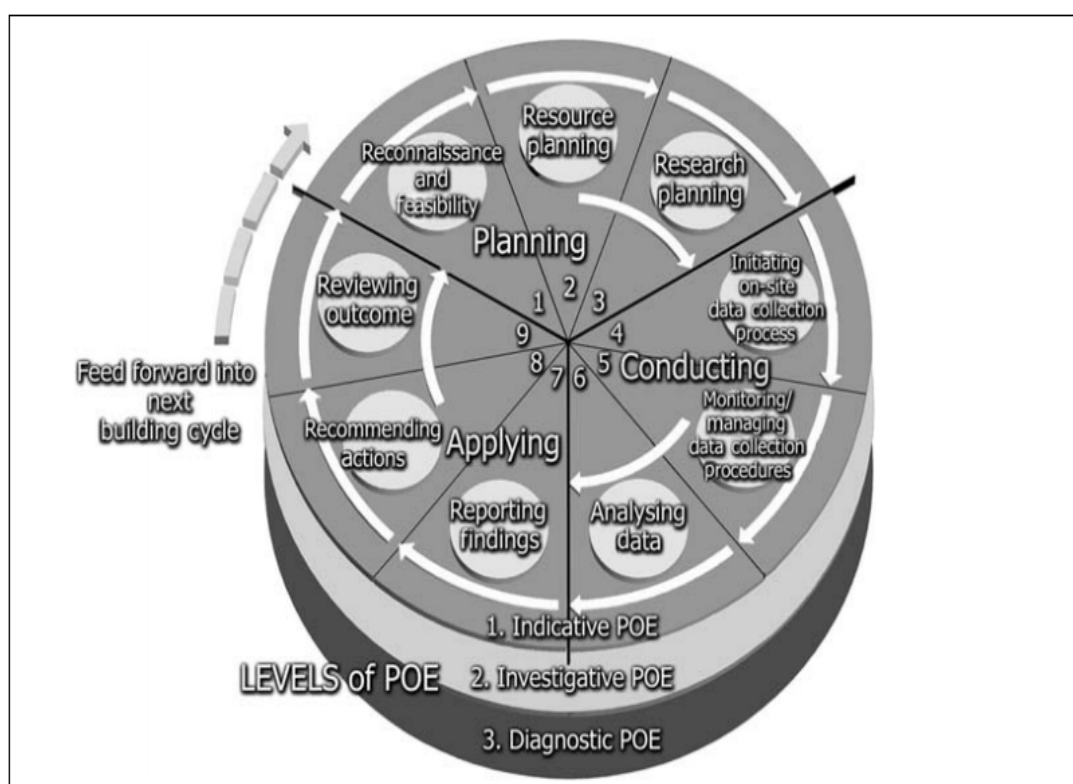 Resource
planning
Reconnaissance
and
feasibility
Research
planning
Planning
Reviewing
outcome
Initiating
on-site
data collection
process
1
2
3
4
5
6
7
8
9
Conducting
Feed forward into
next
building cycle
Monitoring/
managing
data collection
procedures
Recommending
actions
Applying
Reporting
findings
Analysing
data
1. Indicative POE
LEVELS of POE
2. Investigative POE
3. Diagnostic POE